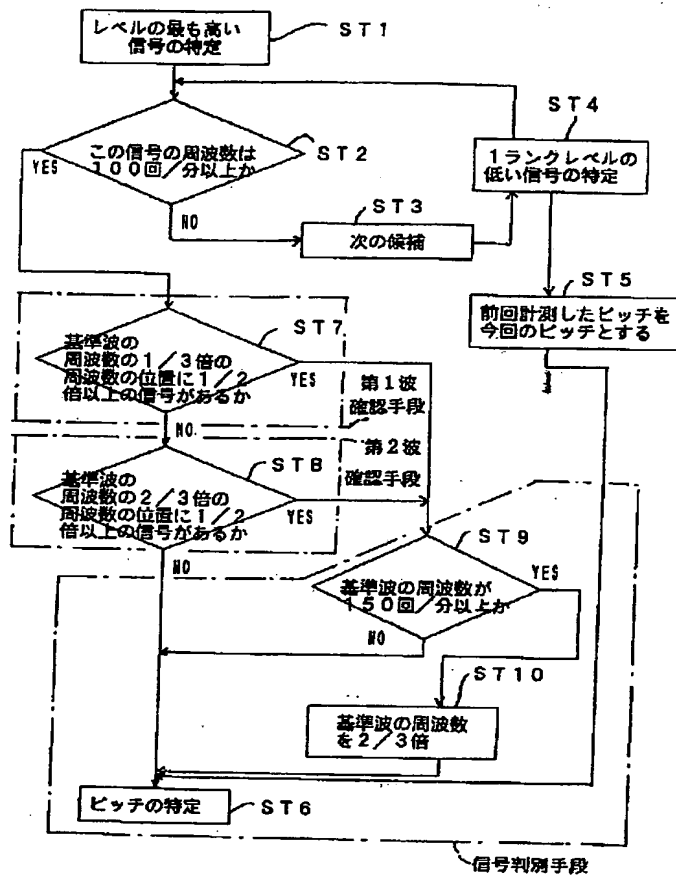 レベルの最も高い
信号の特定
ST1
この信号の周波数は
100回/分以上か
ST2
YES
NO
ST3
次の候補
ST4
1ランクレベルの
低い信号の特定
ST5
前回計測したピッチを
今回のピッチとする
ST7
基準波の
周波数の1/3倍の
周波数の位置に1/2
倍以上の信号があるか
YES
NO
第1波
確認手段
ST8
基準波の
周波数の2/3倍の
周波数の位置に1/2
倍以上の信号があるか
YES
NO
第2波
確認手段
ST9
基準波の周波数が
150回/分以上か
YES
NO
ST10
基準波の周波数
を2/3倍
ピッチの特定
ST6
信号判別手段